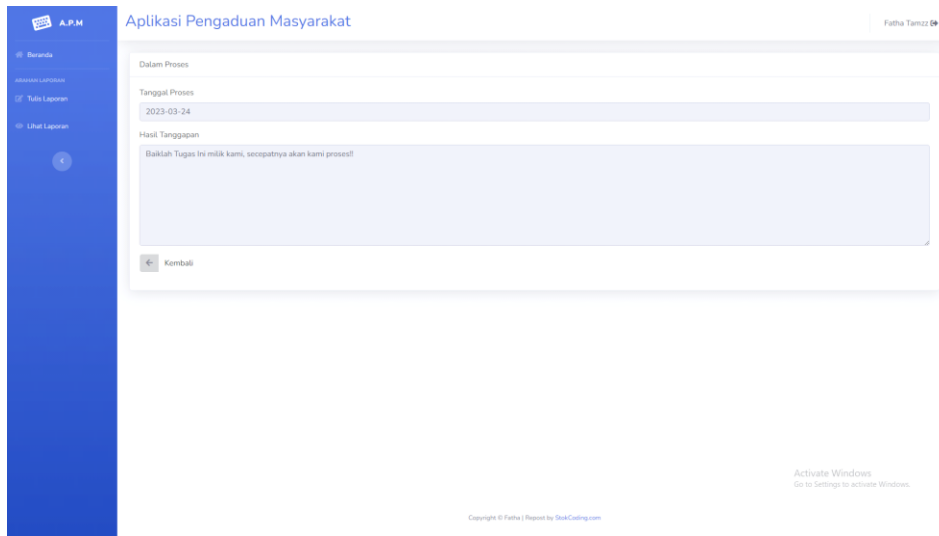 A.P.M
Aplikasi Pengaduan Masyarakat
Fatha Tamzz
Beranda
Dalam Proses
Tanggal Proses
2023-03-24
Hasil Tanggapan
Baiklah Tugas Ini milik kami, secepatnya akan kami proses!!
Kembali
LAPORAN
Tulis Laporan
Lihat Laporan
Activate Windows
Go to Settings to activate Windows.
Copyright © Fatha | Repost by StokCoding.com